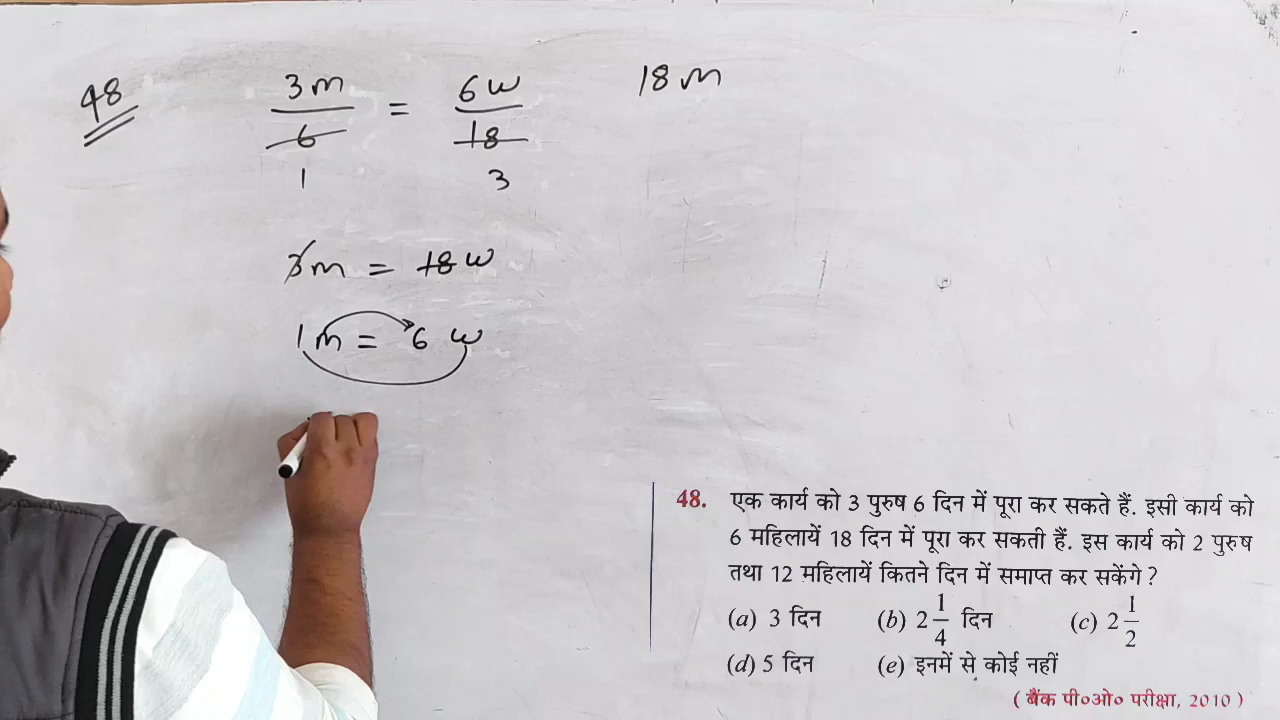 48
3m = 6w 18m
6 18
1 3
3m = 18w
1m = 6 w
48. एक कार्य को 3 पुरुष 6 दिन में पूरा कर सकते हैं. इसी कार्य को
6 महिलायें 18 दिन में पूरा कर सकती हैं. इस कार्य को 2 पुरुष
तथा 12 महिलायें कितने दिन में समाप्त कर सकेंगे ?
(a) 3 दिन (b) 2 1/4 दिन (c) 2 1/2
(d) 5 दिन (e) इनमें से कोई नहीं
( बैंक पी०ओ० परीक्षा, 2010 )